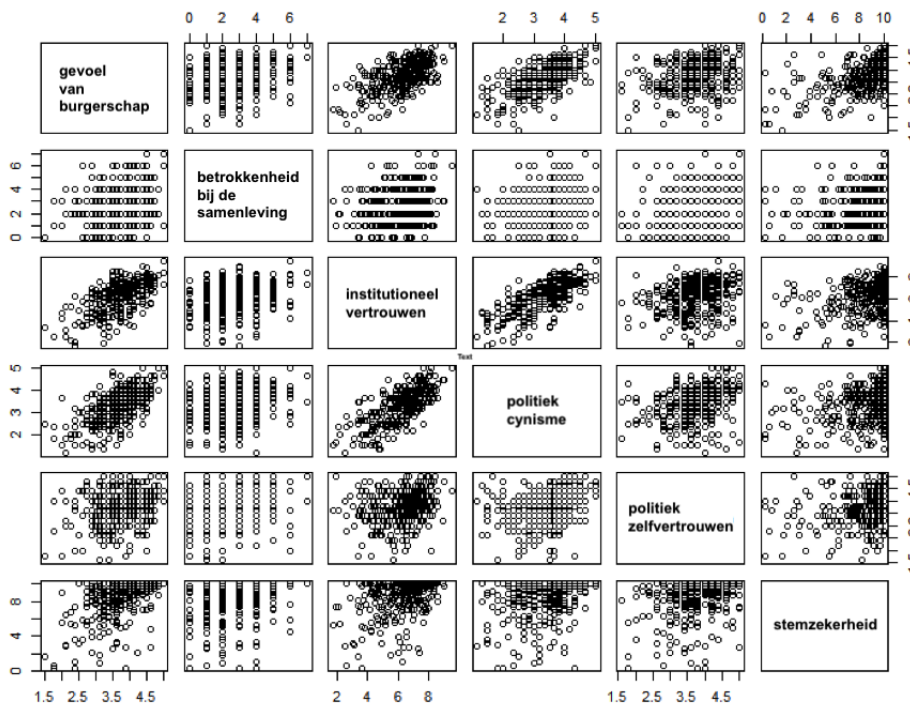 0 2 4 6
1 2 3 4 5
0 2 4 6 8 10
gevoel
van
burgerschap
0 2 4 6
betrokkenheid
bij de
samenleving
institutioneel
vertrouwen
Text
2 3 4 5
politiek
cynisme
politiek
zelfvertrouwen
0 4 8
stemzekerheid
1.5 2.5 3.5 4.5
2 4 6 8
1.5 2.5 3.5 4.5